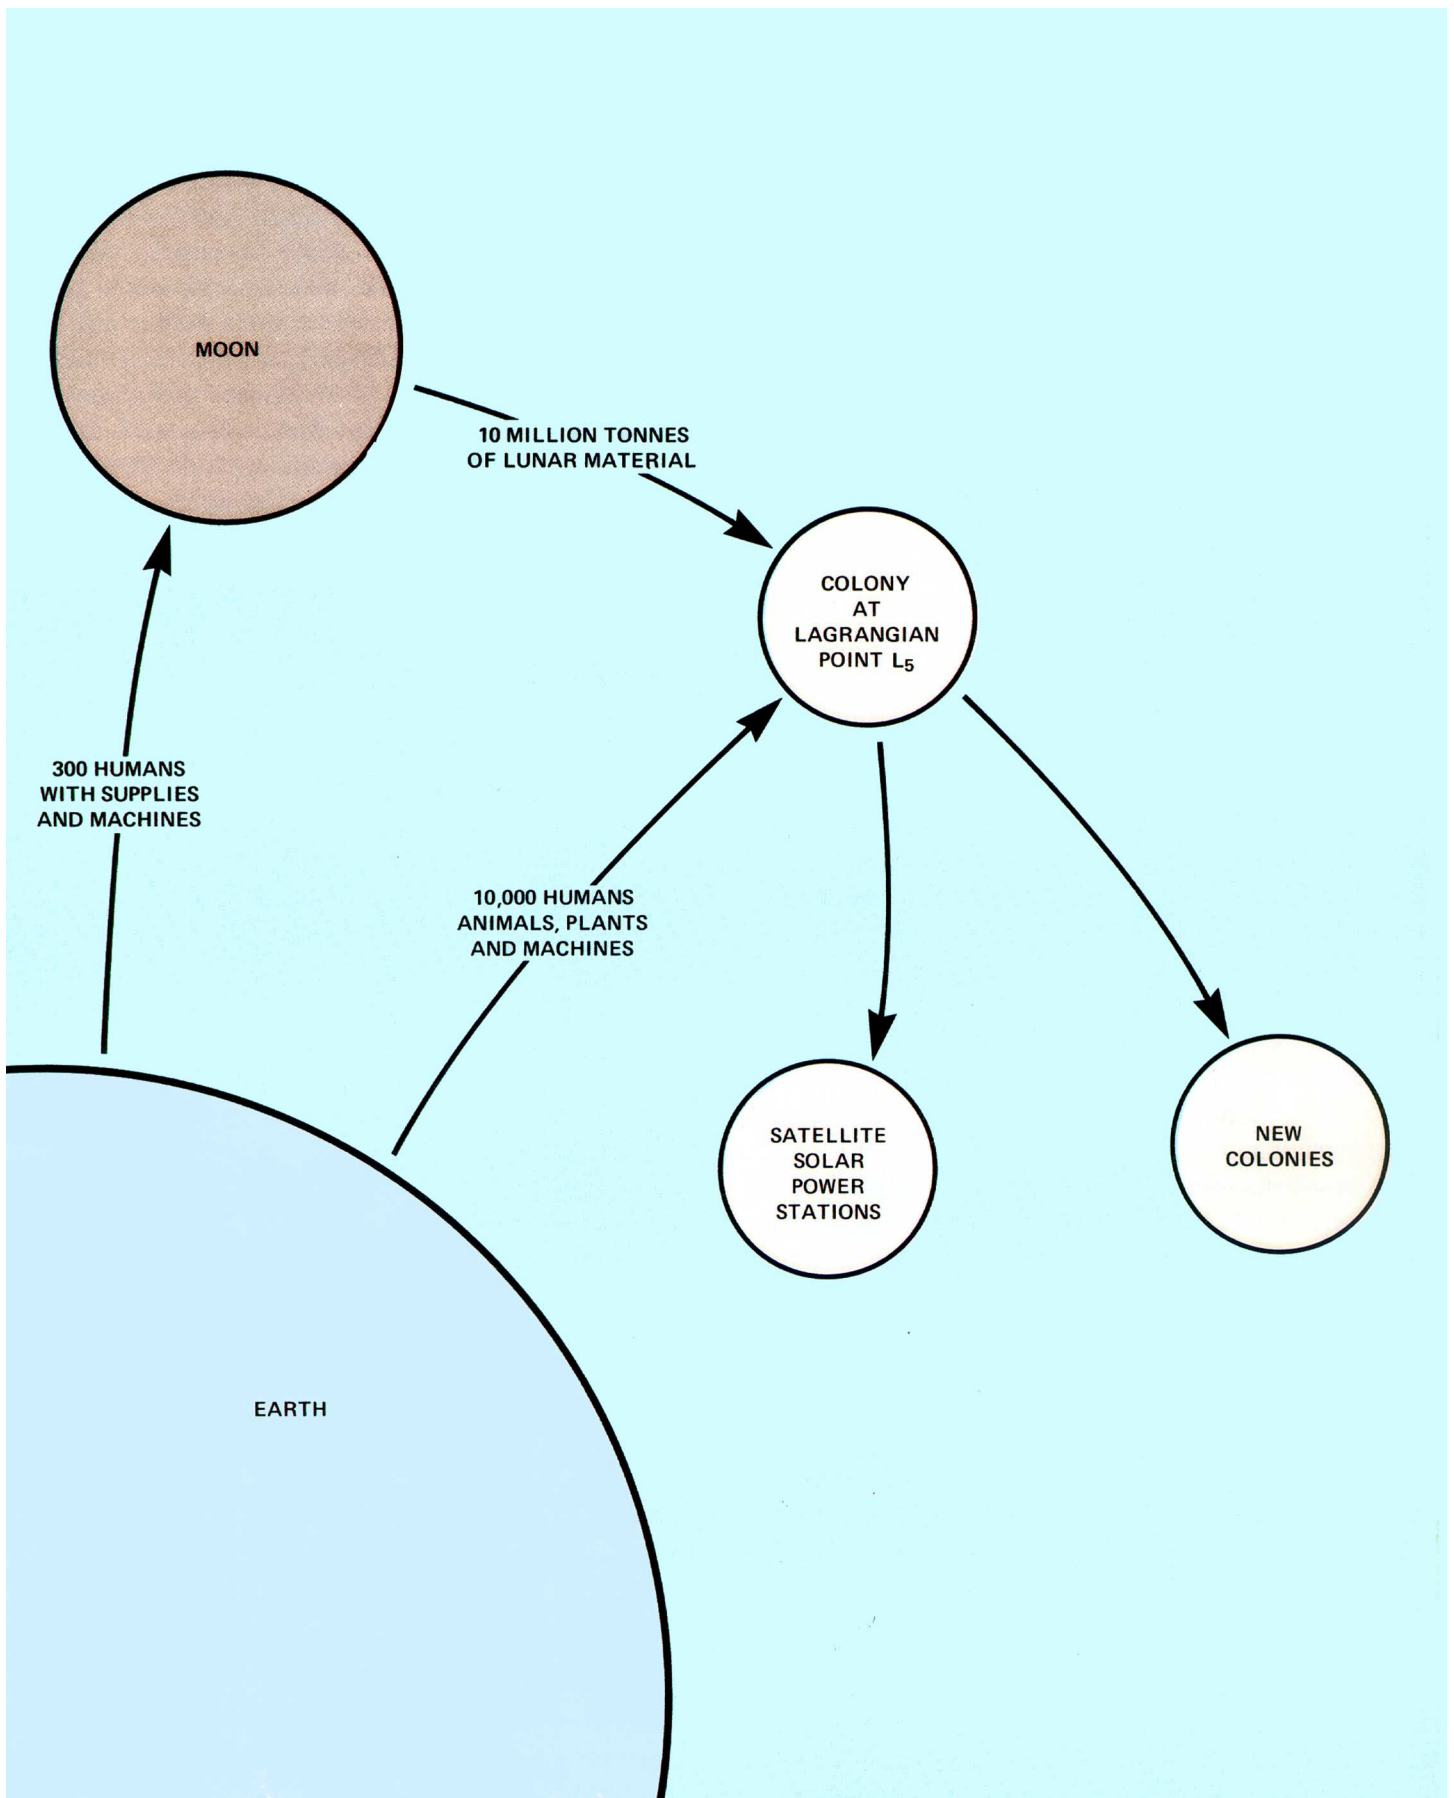 MOON
10 MILLION TONNES
OF LUNAR MATERIAL
COLONY
AT
LAGRANGIAN
POINT L5
300 HUMANS
WITH SUPPLIES
AND MACHINES
10,000 HUMANS
ANIMALS, PLANTS
AND MACHINES
SATELLITE
SOLAR
POWER
STATIONS
NEW
COLONIES
EARTH